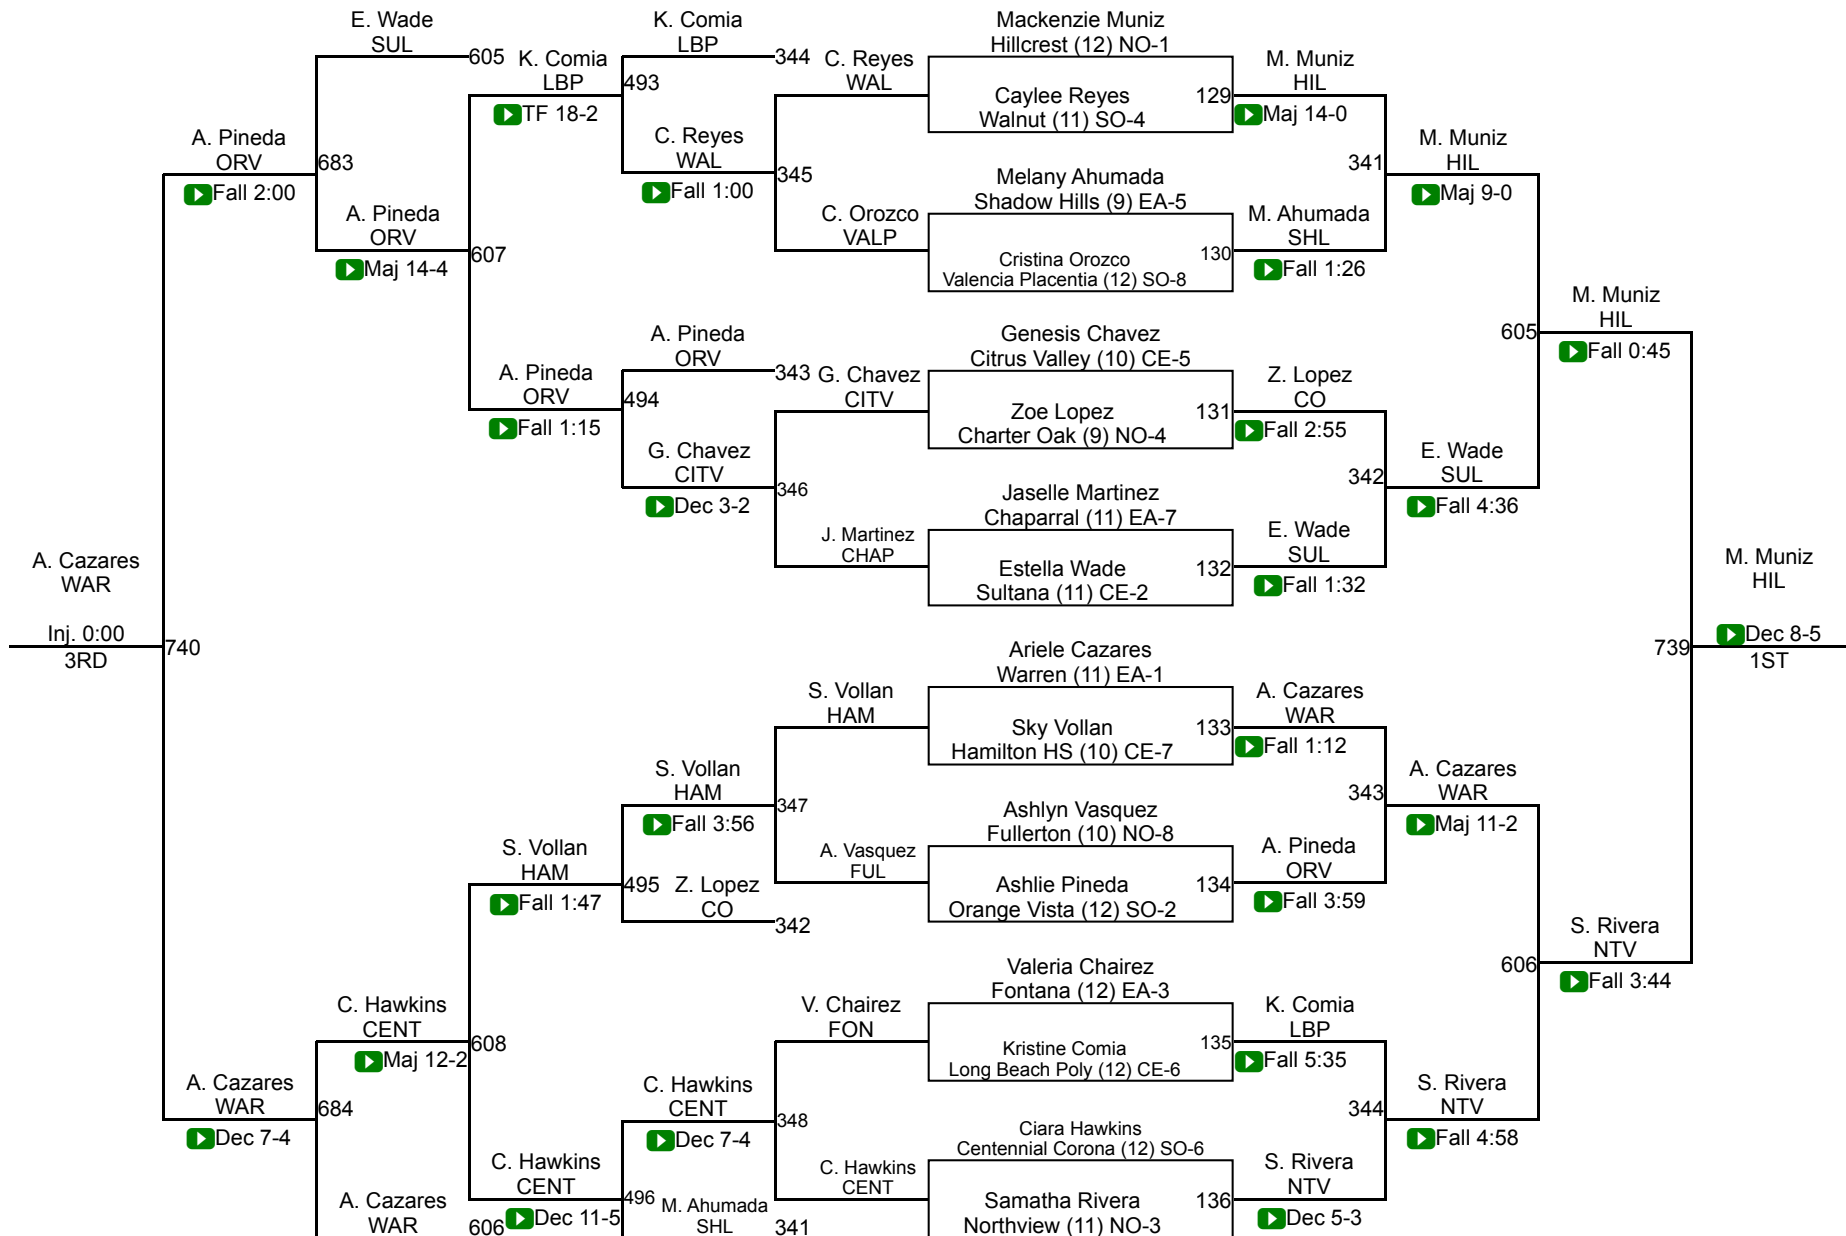 E. Wade
SUL
605
K. Comia
LBP
344
K. Comia
LBP
TF 18-2
493
C. Reyes
WAL
Mackenzie Muniz
Hillcrest (12) NO-1
Caylee Reyes
Walnut (11) SO-4
129
M. Muniz
HIL
Maj 14-0
A. Pineda
ORV
Fall 2:00
683
C. Reyes
WAL
Fall 1:00
345
341
M. Muniz
HIL
Maj 9-0
Melany Ahumada
Shadow Hills (9) EA-5
A. Pineda
ORV
Maj 14-4
607
C. Orozco
VALP
Cristina Orozco
Valencia Placentia (12) SO-8
130
M. Ahumada
SHL
Fall 1:26
M. Muniz
HIL
Fall 0:45
605
A. Pineda
ORV
343
Genesis Chavez
Citrus Valley (10) CE-5
A. Pineda
ORV
Fall 1:15
494
G. Chavez
CITV
Zoe Lopez
Charter Oak (9) NO-4
131
Z. Lopez
CO
Fall 2:55
G. Chavez
CITV
Dec 3-2
346
342
E. Wade
SUL
Fall 4:36
Jaselle Martinez
Chaparral (11) EA-7
J. Martinez
CHAP
Estella Wade
Sultana (11) CE-2
132
E. Wade
SUL
Fall 1:32
A. Cazares
WAR
Inj. 0:00
3RD
740
M. Muniz
HIL
Dec 8-5
1ST
739
Ariele Cazares
Warren (11) EA-1
S. Vollan
HAM
Sky Vollan
Hamilton HS (10) CE-7
133
A. Cazares
WAR
Fall 1:12
S. Vollan
HAM
Fall 3:56
347
343
A. Cazares
WAR
Maj 11-2
Ashlyn Vasquez
Fullerton (10) NO-8
S. Vollan
HAM
Fall 1:47
495
Z. Lopez
CO
342
A. Vasquez
FUL
Ashlie Pineda
Orange Vista (12) SO-2
134
A. Pineda
ORV
Fall 3:59
606
S. Rivera
NTV
Fall 3:44
Valeria Chairez
Fontana (12) EA-3
C. Hawkins
CENT
Maj 12-2
608
V. Chairez
FON
Kristine Comia
Long Beach Poly (12) CE-6
135
K. Comia
LBP
Fall 5:35
A. Cazares
WAR
Dec 7-4
684
C. Hawkins
CENT
Dec 7-4
348
344
S. Rivera
NTV
Fall 4:58
Ciara Hawkins
Centennial Corona (12) SO-6
A. Cazares
WAR
606
C. Hawkins
CENT
Dec 11-5
496
M. Ahumada
SHL
341
C. Hawkins
CENT
Samatha Rivera
Northview (11) NO-3
136
S. Rivera
NTV
Dec 5-3